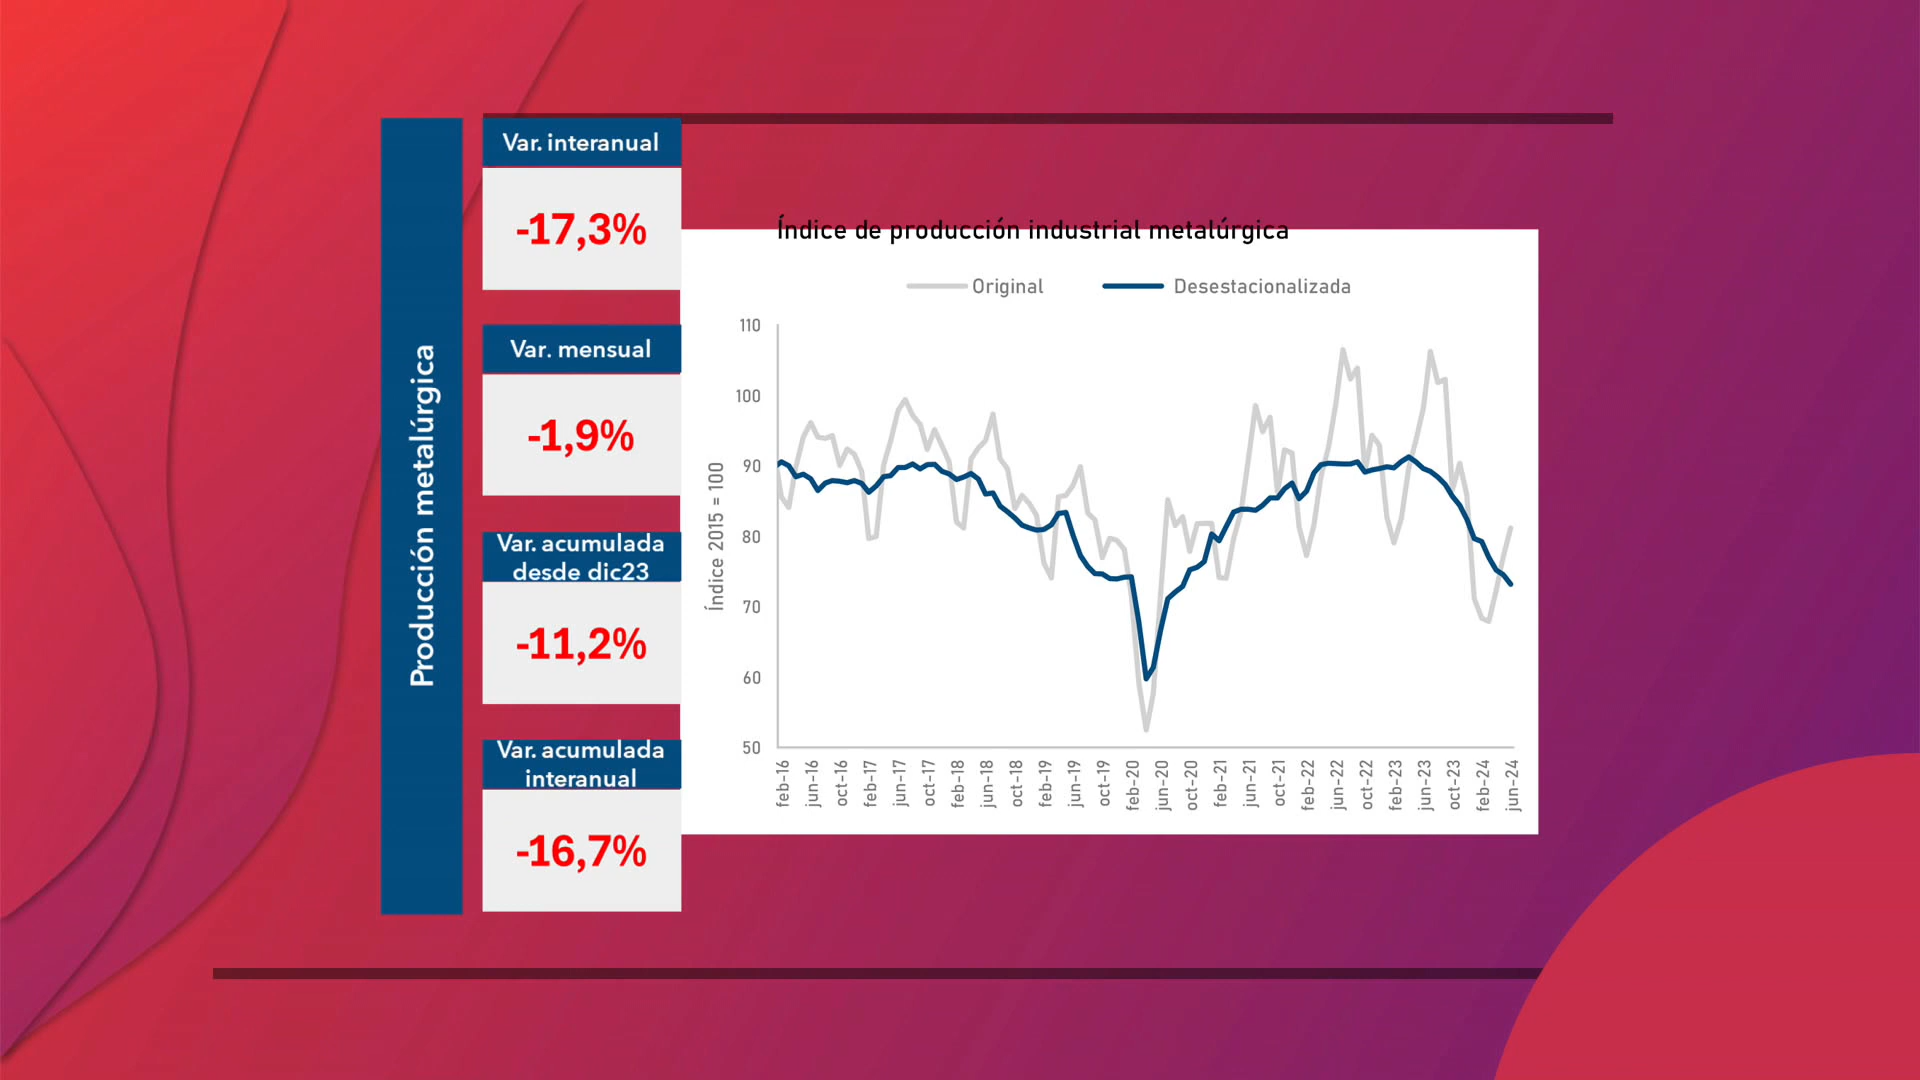 Producción metalúrgica
Var. interanual
-17,3%
Var. mensual
-1,9%
Var. acumulada
desde dic23
-11,2%
Var. acumulada
interanual
-16,7%
Índice de producción industrial metalúrgica
Original
Desestacionalizada
Índice 2015 = 100
110
100
90
80
70
60
50
feb-16
jun-16
oct-16
feb-17
jun-17
oct-17
feb-18
jun-18
oct-18
feb-19
jun-19
oct-19
feb-20
jun-20
oct-20
feb-21
jun-21
oct-21
feb-22
jun-22
oct-22
feb-23
jun-23
oct-23
feb-24
jun-24